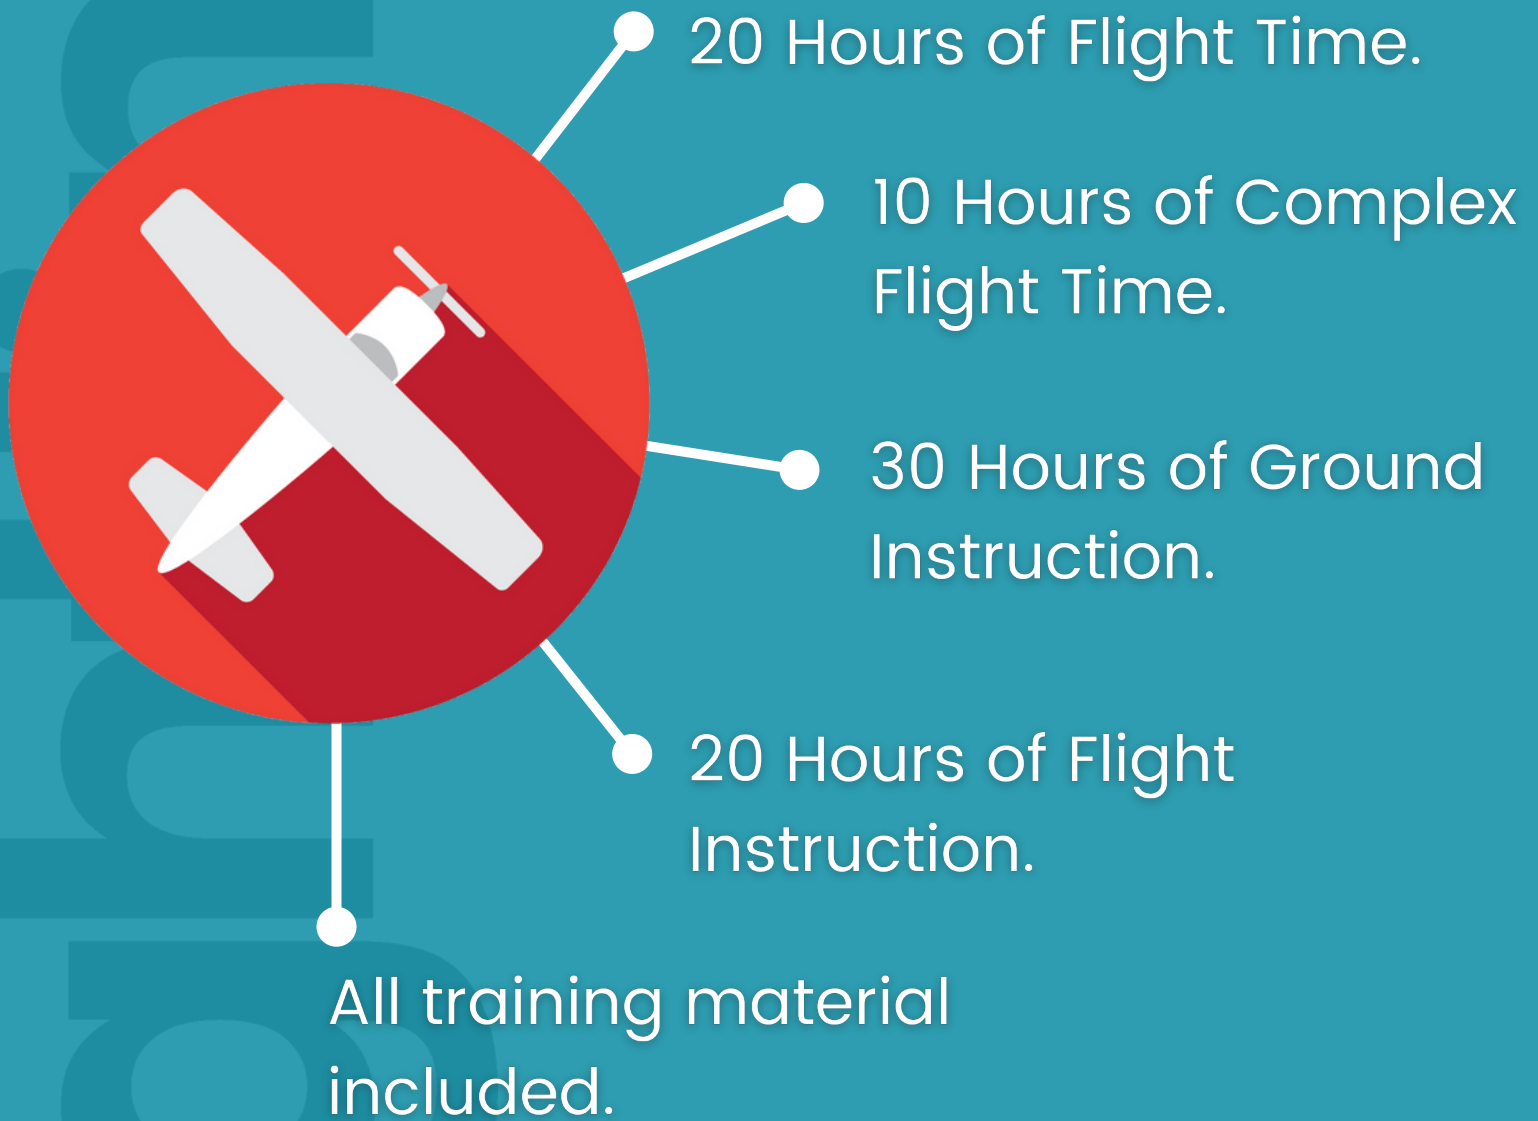 20 Hours of Flight Time.
10 Hours of Complex
Flight Time.
30 Hours of Ground
Instruction.
20 Hours of Flight
Instruction.
All training material
included.